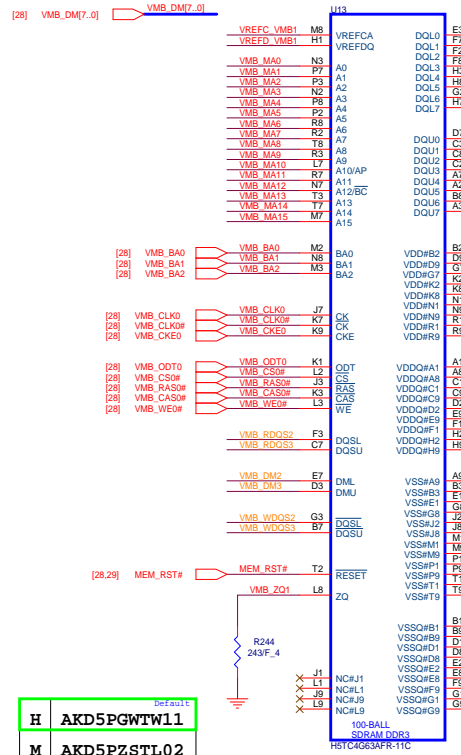 [28] VMB_DM[7..0] VMB_DM[7..0]
U13
VREFC_VMB1 M8 VREFCA
VREFD_VMB1 H1 VREFDQ
VMB_MA0 N3 A0
VMB_MA1 P7 A1
VMB_MA2 P3 A2
VMB_MA3 N2 A3
VMB_MA4 P8 A4
VMB_MA5 P2 A5
VMB_MA6 R8 A6
VMB_MA7 R2 A7
VMB_MA8 T8 A8
VMB_MA9 R3 A9
VMB_MA10 L7 A10/AP
VMB_MA11 R7 A11
VMB_MA12 N7 A12/BC
VMB_MA13 T3 A13
VMB_MA14 T7 A14
VMB_MA15 M7 A15
DQL0
DQL1
DQL2
DQL3
DQL4
DQL5
DQL6
DQL7
DQU0
DQU1
DQU2
DQU3
DQU4
DQU5
DQU6
DQU7
[28] VMB_BA0 VMB_BA0 M2 BA0
[28] VMB_BA1 VMB_BA1 N8 BA1
[28] VMB_BA2 VMB_BA2 M3 BA2
VDD#B2
VDD#D9
VDD#G7
VDD#K2
VDD#K8
VDD#N1
VDD#N9
VDD#R1
VDD#R9
[28] VMB_CLK0 VMB_CLK0 J7 CK
[28] VMB_CLK0# VMB_CLK0# K7 CK
[28] VMB_CKE0 VMB_CKE0 K9 CKE
[28] VMB_ODT0 VMB_ODT0 K1 ODT
[28] VMB_CS0# VMB_CS0# L2 CS
[28] VMB_RAS0# VMB_RAS0# J3 RAS
[28] VMB_CAS0# VMB_CAS0# K3 CAS
[28] VMB_WE0# VMB_WE0# L3 WE
VDDQ#A1
VDDQ#A8
VDDQ#C1
VDDQ#C9
VDDQ#D2
VDDQ#E9
VDDQ#F1
VDDQ#H2
VDDQ#H9
VMB_RDQS2 F3 DQSL
VMB_RDQS3 C7 DQSU
VMB_DM2 E7 DML
VMB_DM3 D3 DMU
VMB_WDQS2 G3 DQSL
VMB_WDQS3 B7 DQSU
VSS#A9
VSS#B3
VSS#E1
VSS#G8
VSS#J2
VSS#J8
VSS#M1
VSS#M9
VSS#P1
VSS#P9
VSS#T1
VSS#T9
[28,29] MEM_RST# MEM_RST# T2 RESET
VMB_ZQ1 L8 ZQ
R244
243/F_4
VSSQ#B1
VSSQ#B9
VSSQ#D1
VSSQ#D8
VSSQ#E2
VSSQ#E8
VSSQ#F9
VSSQ#G1
VSSQ#G9
J1 NC#J1
L1 NC#L1
J9 NC#J9
L9 NC#L9
100-BALL
SDRAM DDR3
H5TC4G63AFR-11C
Default
H AKD5PGWTW11
M AKD5PZSTL02